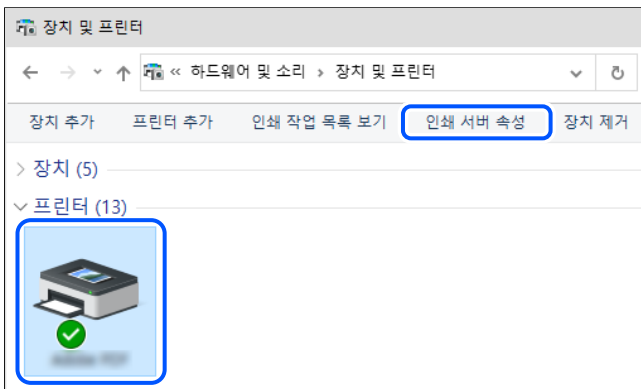 장치 및 프린터
« 하드웨어 및 소리 › 장치 및 프린터
장치 추가 프린터 추가 인쇄 작업 목록 보기 인쇄 서버 속성 장치 제거
장치 (5)
프린터 (13)